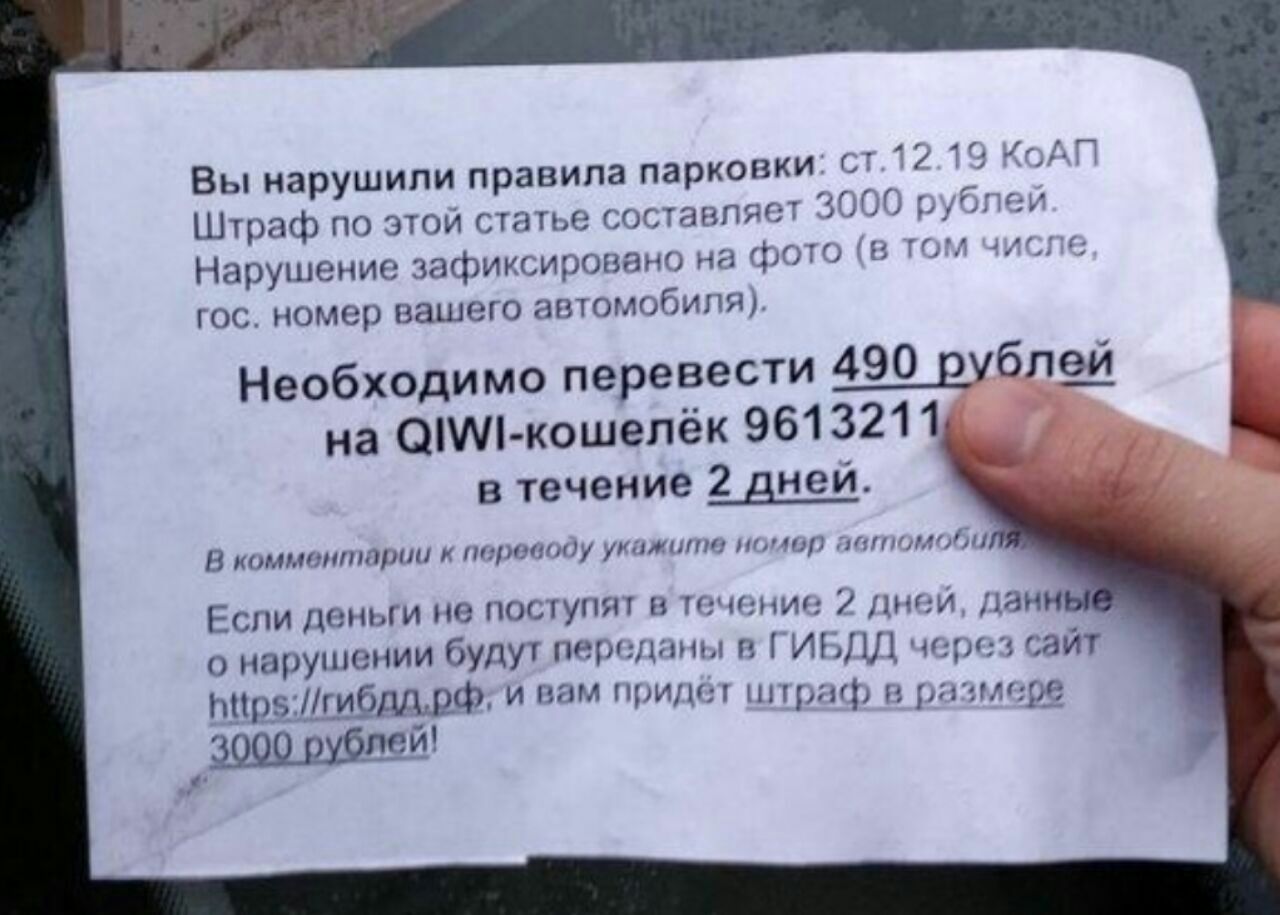 Вы нарушили правила парковки: ст.12.19 КоАП
Штраф по этой статье составляет 3000 рублей.
Нарушение зафиксировано на фото (в том числе,
гос. номер вашего автомобиля).
Необходимо перевести 490 рублей
на QIWI-кошелёк 9613211
в течение 2 дней.
В комментарии к переводу укажите номер автомобиля.
Если деньги не поступят в течение 2 дней, данные
о нарушении будут переданы в ГИБДД через сайт
https://гибдд.рф, и вам придёт штраф в размере
3000 рублей!